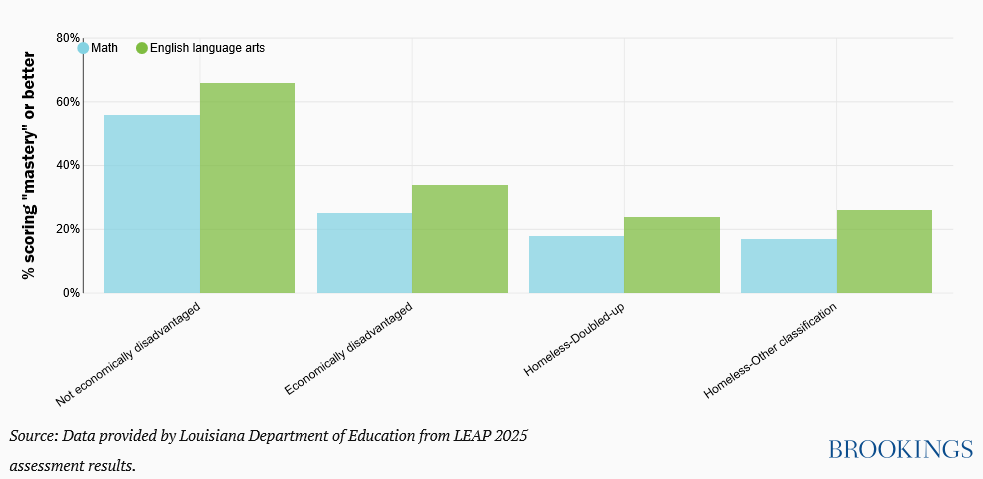 80%
Math
English language arts
60%
40%
20%
0%
% scoring "mastery" or better
Not economically disadvantaged
Economically disadvantaged
Homeless-Doubled-up
Homeless-Other classification
Source: Data provided by Louisiana Department of Education from LEAP 2025
assessment results.
BROOKINGS